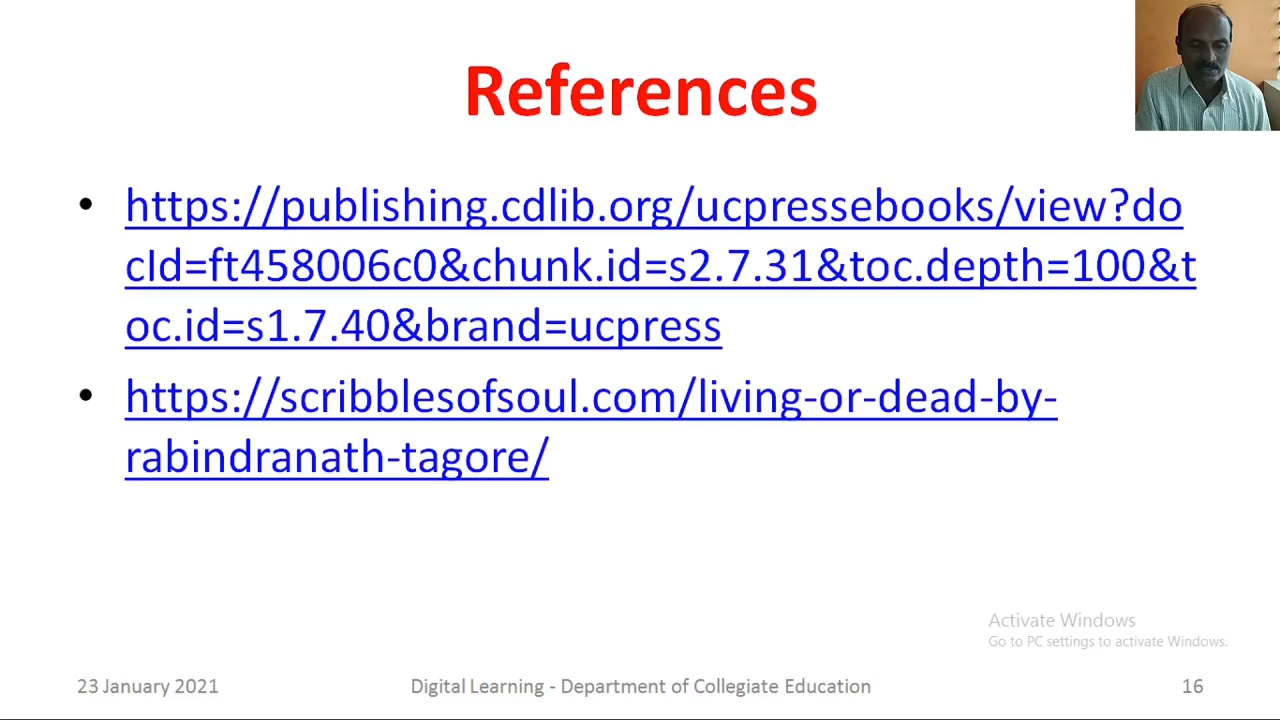 References
• https://publishing.cdlib.org/ucpressebooks/view?do
cId=ft458006c0&chunk.id=s2.7.31&toc.depth=100&t
oc.id=s1.7.40&brand=ucpress
• https://scribblesofsoul.com/living-or-dead-by-
rabindranath-tagore/
Activate Windows
Go to PC settings to activate Windows.
23 January 2021
Digital Learning - Department of Collegiate Education
16